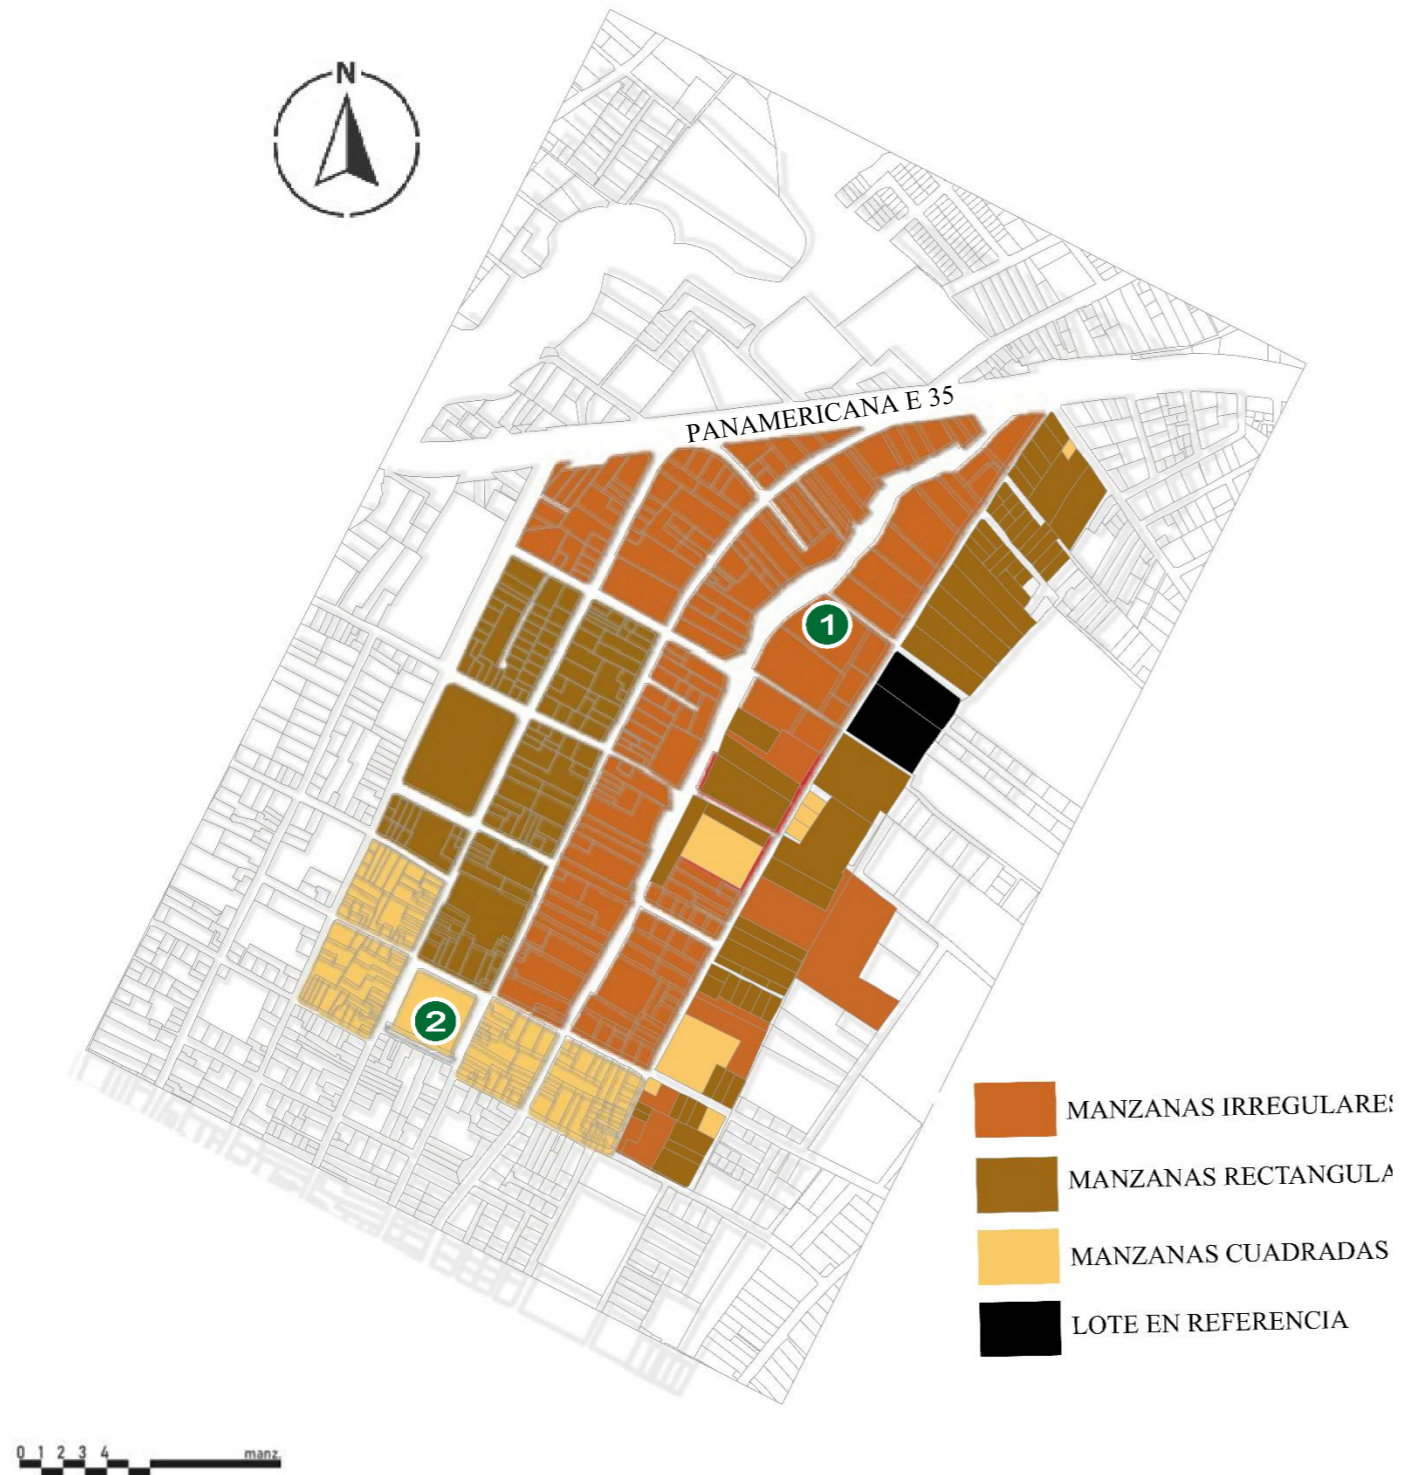 N
PANAMERICANA E 35
1
2
MANZANAS IRREGULARES
MANZANAS RECTANGULA
MANZANAS CUADRADAS
LOTE EN REFERENCIA
0 1 2 3 4 manz.